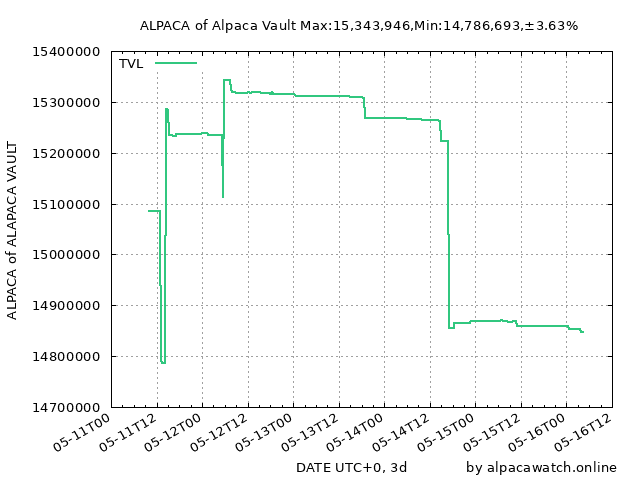 ALPACA of Alpaca Vault Max:15,343,946,Min:14,786,693,±3.63%
15400000
TVL
15300000
15200000
15100000
15000000
14900000
14800000
14700000
ALPACA of ALAPACA VAULT
05-11T00
05-11T12
05-12T00
05-12T12
05-13T00
05-13T12
05-14T00
05-14T12
05-15T00
05-15T12
05-16T00
05-16T12
DATE UTC+0, 3d
by alpacawatch.online